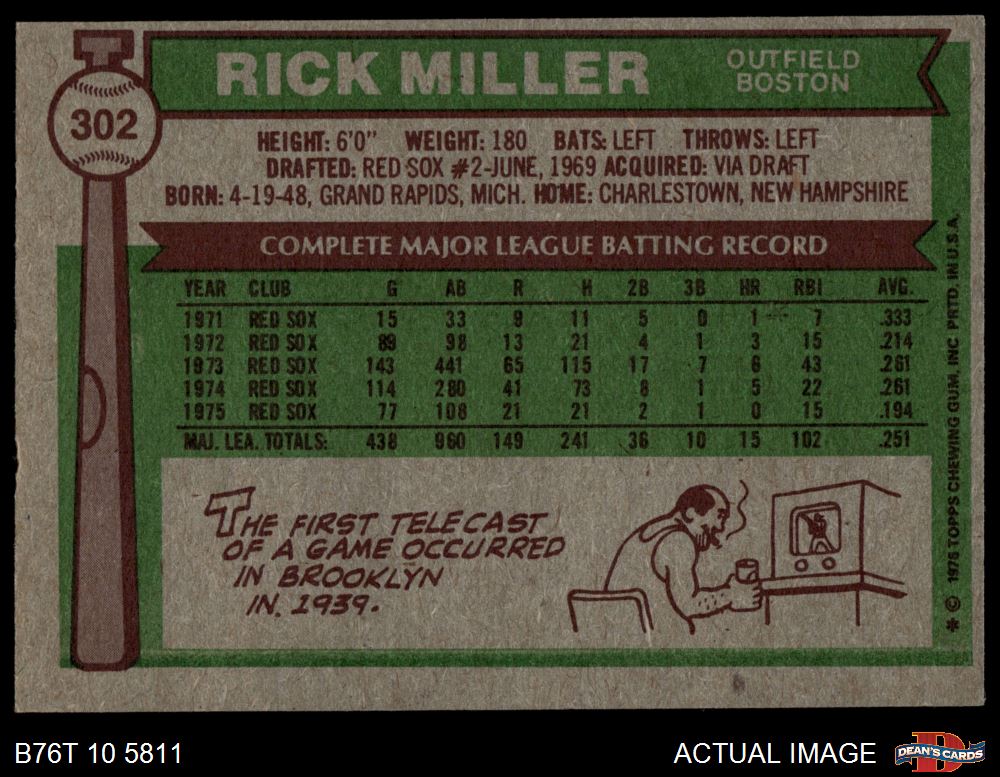 302
RICK MILLER
OUTFIELD
BOSTON
HEIGHT: 6'0" WEIGHT: 180 BATS: LEFT THROWS: LEFT
DRAFTED: RED SOX #2-JUNE, 1969 ACQUIRED: VIA DRAFT
BORN: 4-19-48, GRAND RAPIDS, MICH. HOME: CHARLESTOWN, NEW HAMPSHIRE
COMPLETE MAJOR LEAGUE BATTING RECORD
YEAR CLUB G AB R H 2B 3B HR RBI AVG.
1971 RED SOX 15 33 9 11 5 0 1 7 .333
1972 RED SOX 89 98 13 21 4 1 3 15 .214
1973 RED SOX 143 441 65 115 17 7 6 43 .261
1974 RED SOX 114 280 41 73 8 1 5 22 .261
1975 RED SOX 77 108 21 21 2 1 0 15 .194
MAJ. LEA. TOTALS: 438 960 149 241 36 10 15 102 .251
THE FIRST TELECAST
OF A GAME OCCURRED
IN BROOKLYN
IN 1939.
* © 1976 TOPPS CHEWING GUM, INC PRTD. IN U.S.A.
B76T 10 5811
ACTUAL IMAGE
DEAN'S CARDS